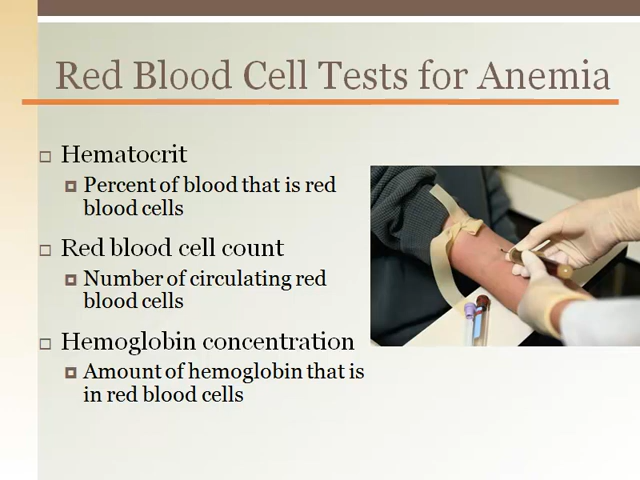 Red Blood Cell Tests for Anemia
Hematocrit
Percent of blood that is red
blood cells
Red blood cell count
Number of circulating red
blood cells
Hemoglobin concentration
Amount of hemoglobin that is
in red blood cells